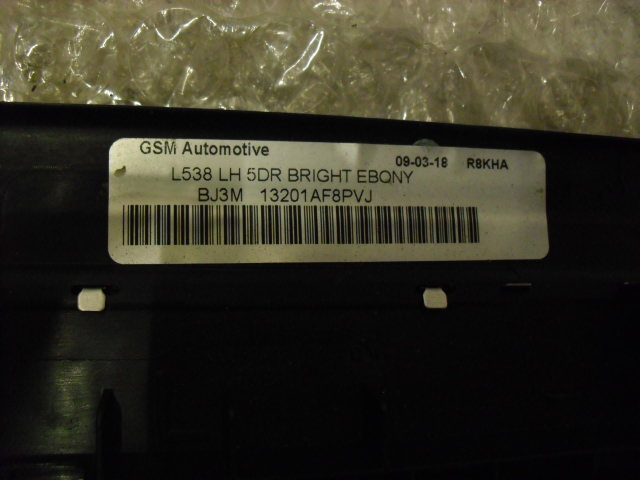 GSM Automotive
09-03-18 R8KHA
L538 LH 5DR BRIGHT EBONY
BJ3M 13201AF8PVJ